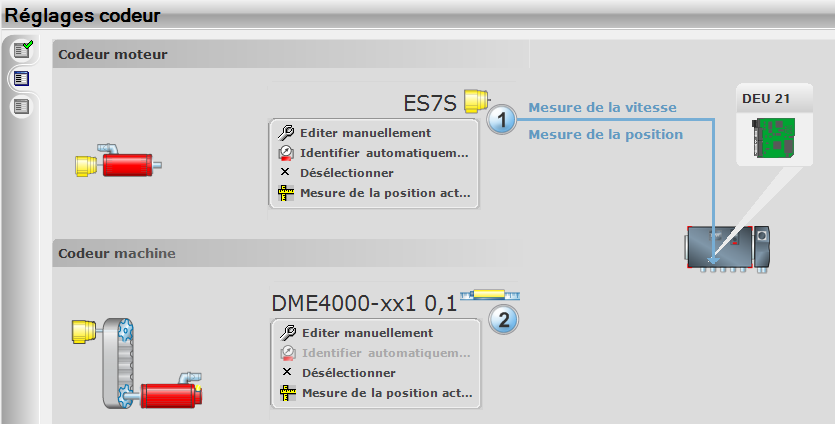 Réglages codeur
Codeur moteur
ES7S
1
Mesure de la vitesse
Mesure de la position
DEU 21
Editer manuellement
Identifier automatiquem...
Désélectionner
Mesure de la position act...
Codeur machine
DME4000-xx1 0,1
2
Editer manuellement
Identifier automatiquem...
Désélectionner
Mesure de la position act...